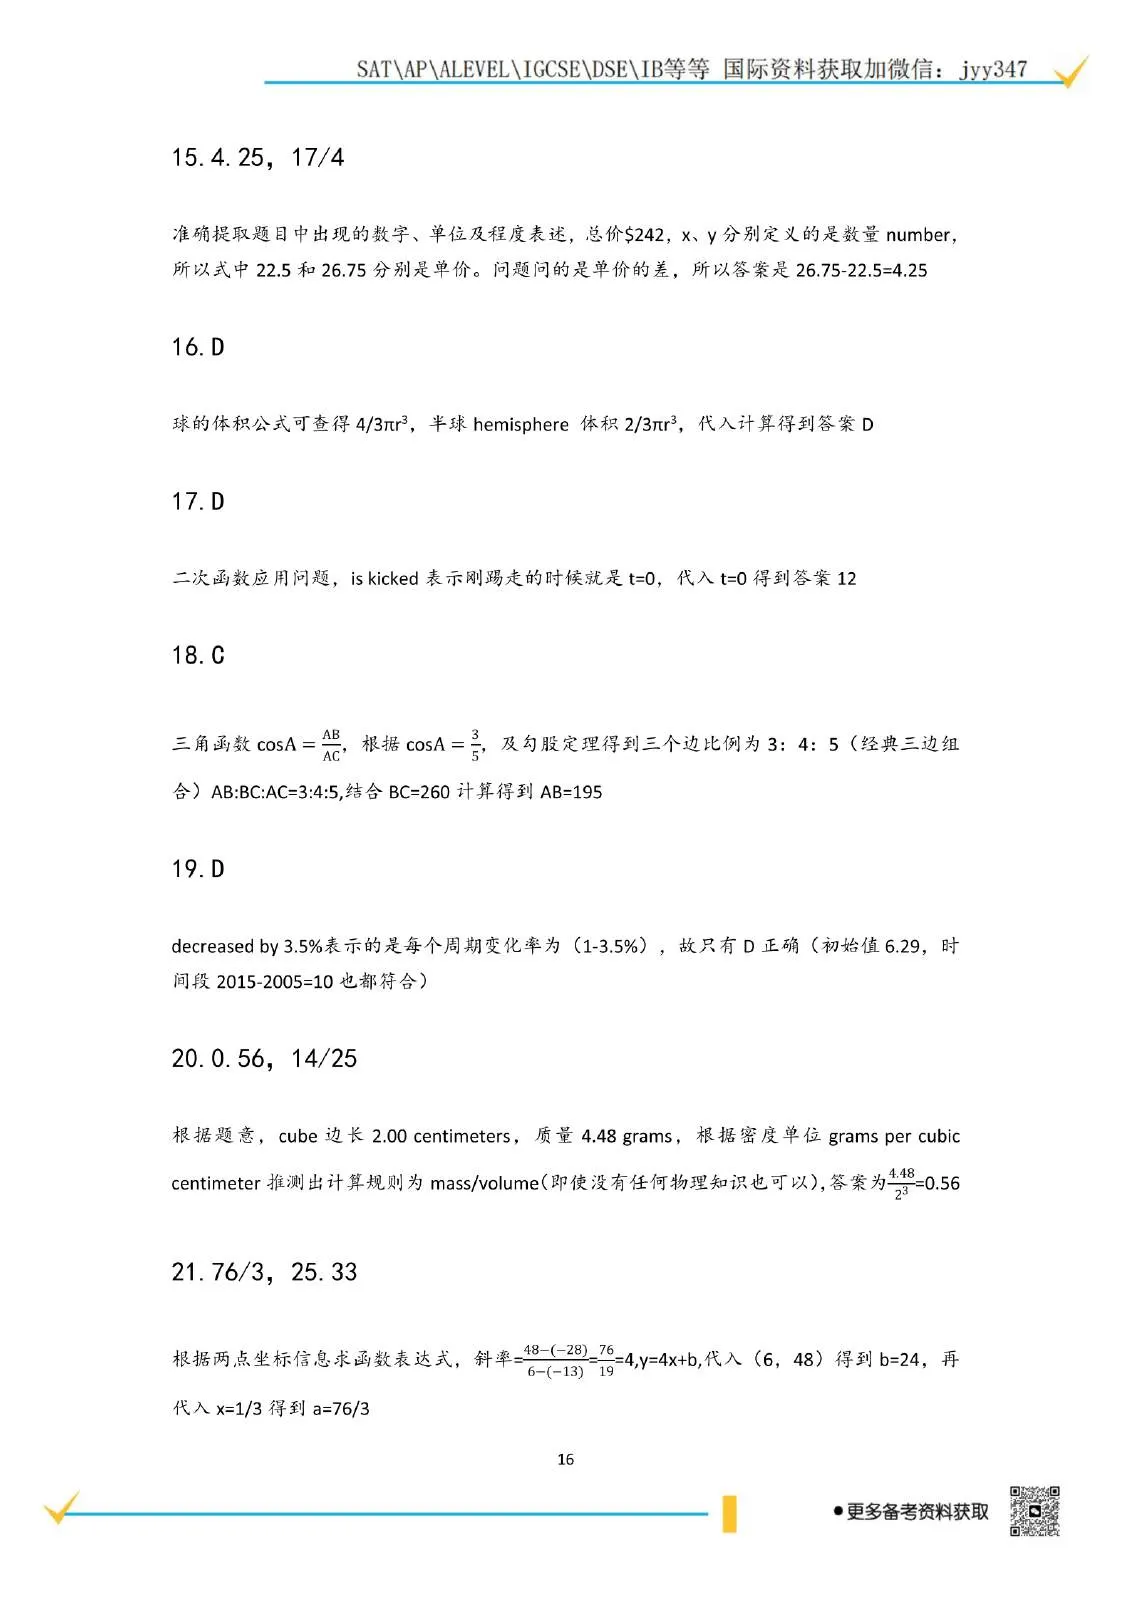 SAT\AP\ALEVEL\IGCSE\DSE\IB等等 国际资料获取加微信：jyy347
15.4.25，17/4
准确提取题目中出现的数字、单位及程度表述，总价$242，x、y 分别定义的是数量 number，
所以式中 22.5 和 26.75 分别是单价。问题问的是单价的差，所以答案是 26.75-22.5=4.25
16.D
球的体积公式可查得 4/3πr³，半球 hemisphere 体积 2/3πr³，代入计算得到答案 D
17.D
二次函数应用问题，is kicked 表示刚踢走的时候就是 t=0，代入 t=0 得到答案 12
18.C
三角函数 cosA = AB/AC，根据 cosA = 3/5，及勾股定理得到三个边比例为 3：4：5（经典三边组
合）AB:BC:AC=3:4:5,结合 BC=260 计算得到 AB=195
19.D
decreased by 3.5%表示的是每个周期变化率为（1-3.5%），故只有 D 正确（初始值 6.29，时
间段 2015-2005=10 也都符合）
20.0.56，14/25
根据题意，cube 边长 2.00 centimeters，质量 4.48 grams，根据密度单位 grams per cubic
centimeter 推测出计算规则为 mass/volume（即使没有任何物理知识也可以），答案为4.48/2³=0.56
21.76/3，25.33
根据两点坐标信息求函数表达式，斜率=48−(−28)/6−(−13)=76/19=4,y=4x+b,代入（6，48）得到 b=24，再
代入 x=1/3 得到 a=76/3
16
●更多备考资料获取